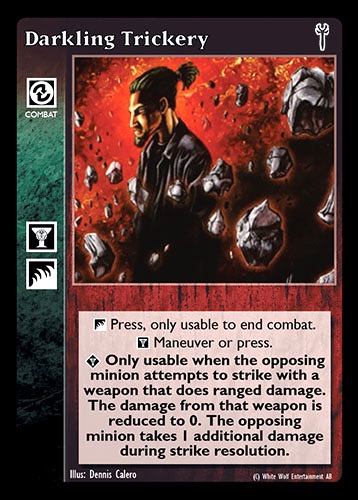 Darkling Trickery
COMBAT
Press, only usable to end combat.
Maneuver or press.
Only usable when the opposing
minion attempts to strike with a
weapon that does ranged damage.
The damage from that weapon is
reduced to 0. The opposing
minion takes 1 additional damage
during strike resolution.
Illus: Dennis Calero
(C) White Wolf Entertainment AB